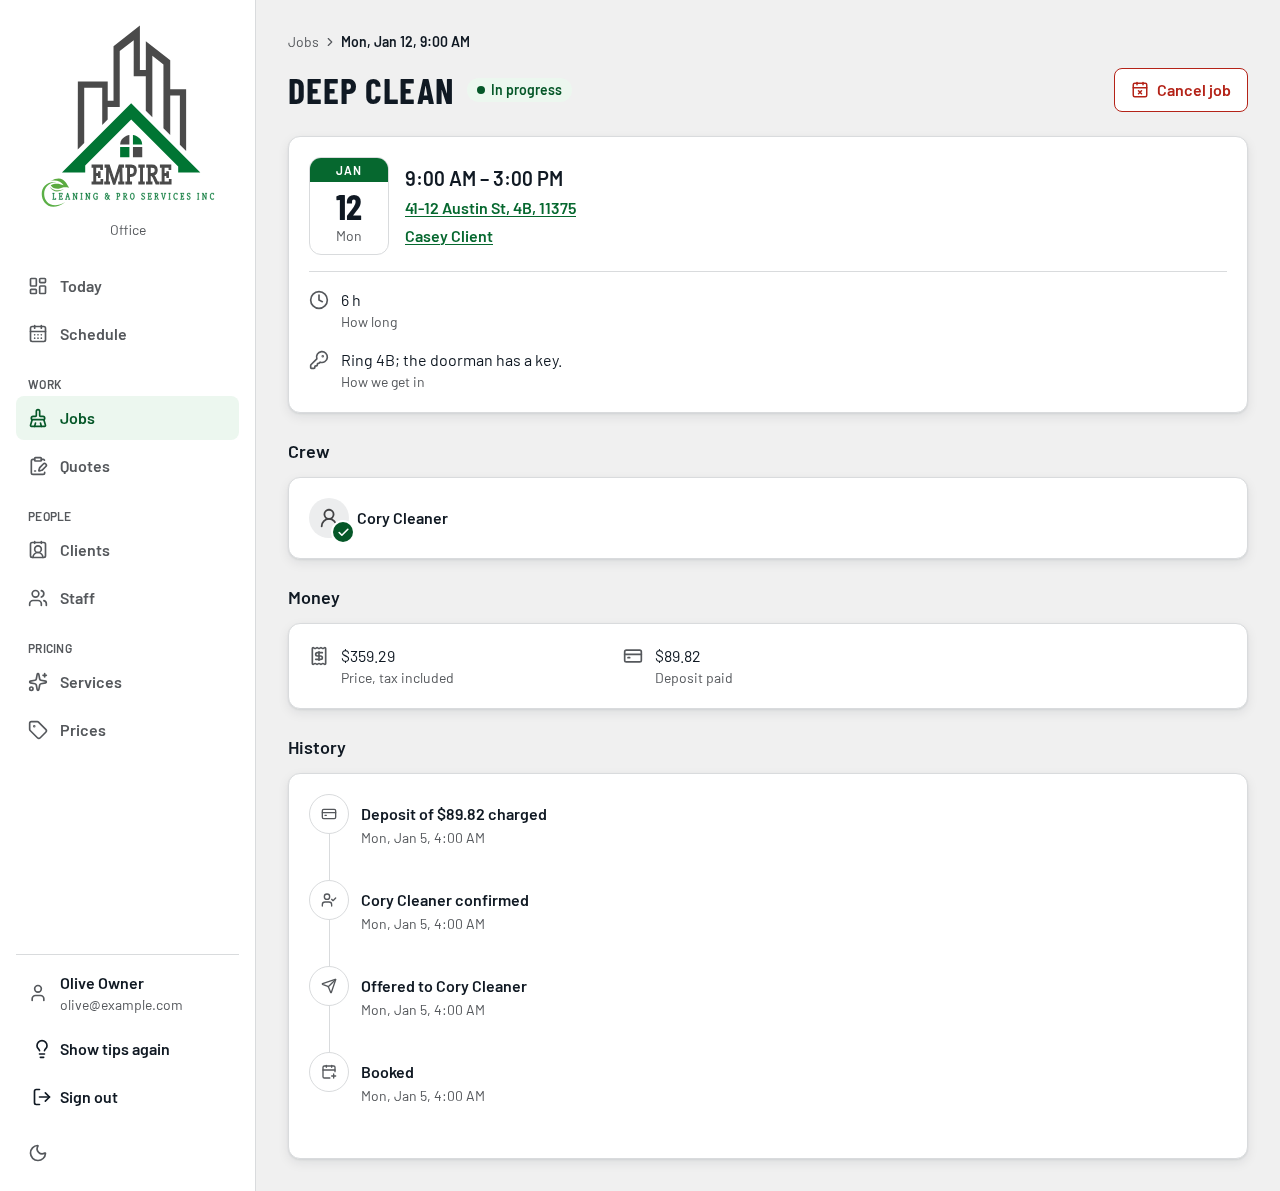 EMPIRE
LEANING & PRO SERVICES INC
Office
Today
Schedule
WORK
Jobs
Quotes
PEOPLE
Clients
Staff
PRICING
Services
Prices
Olive Owner
olive@example.com
Show tips again
Sign out
Jobs > Mon, Jan 12, 9:00 AM
DEEP CLEAN
In progress
Cancel job
JAN
12
Mon
9:00 AM – 3:00 PM
41-12 Austin St, 4B, 11375
Casey Client
6 h
How long
Ring 4B; the doorman has a key.
How we get in
Crew
Cory Cleaner
Money
$359.29
Price, tax included
$89.82
Deposit paid
History
Deposit of $89.82 charged
Mon, Jan 5, 4:00 AM
Cory Cleaner confirmed
Mon, Jan 5, 4:00 AM
Offered to Cory Cleaner
Mon, Jan 5, 4:00 AM
Booked
Mon, Jan 5, 4:00 AM